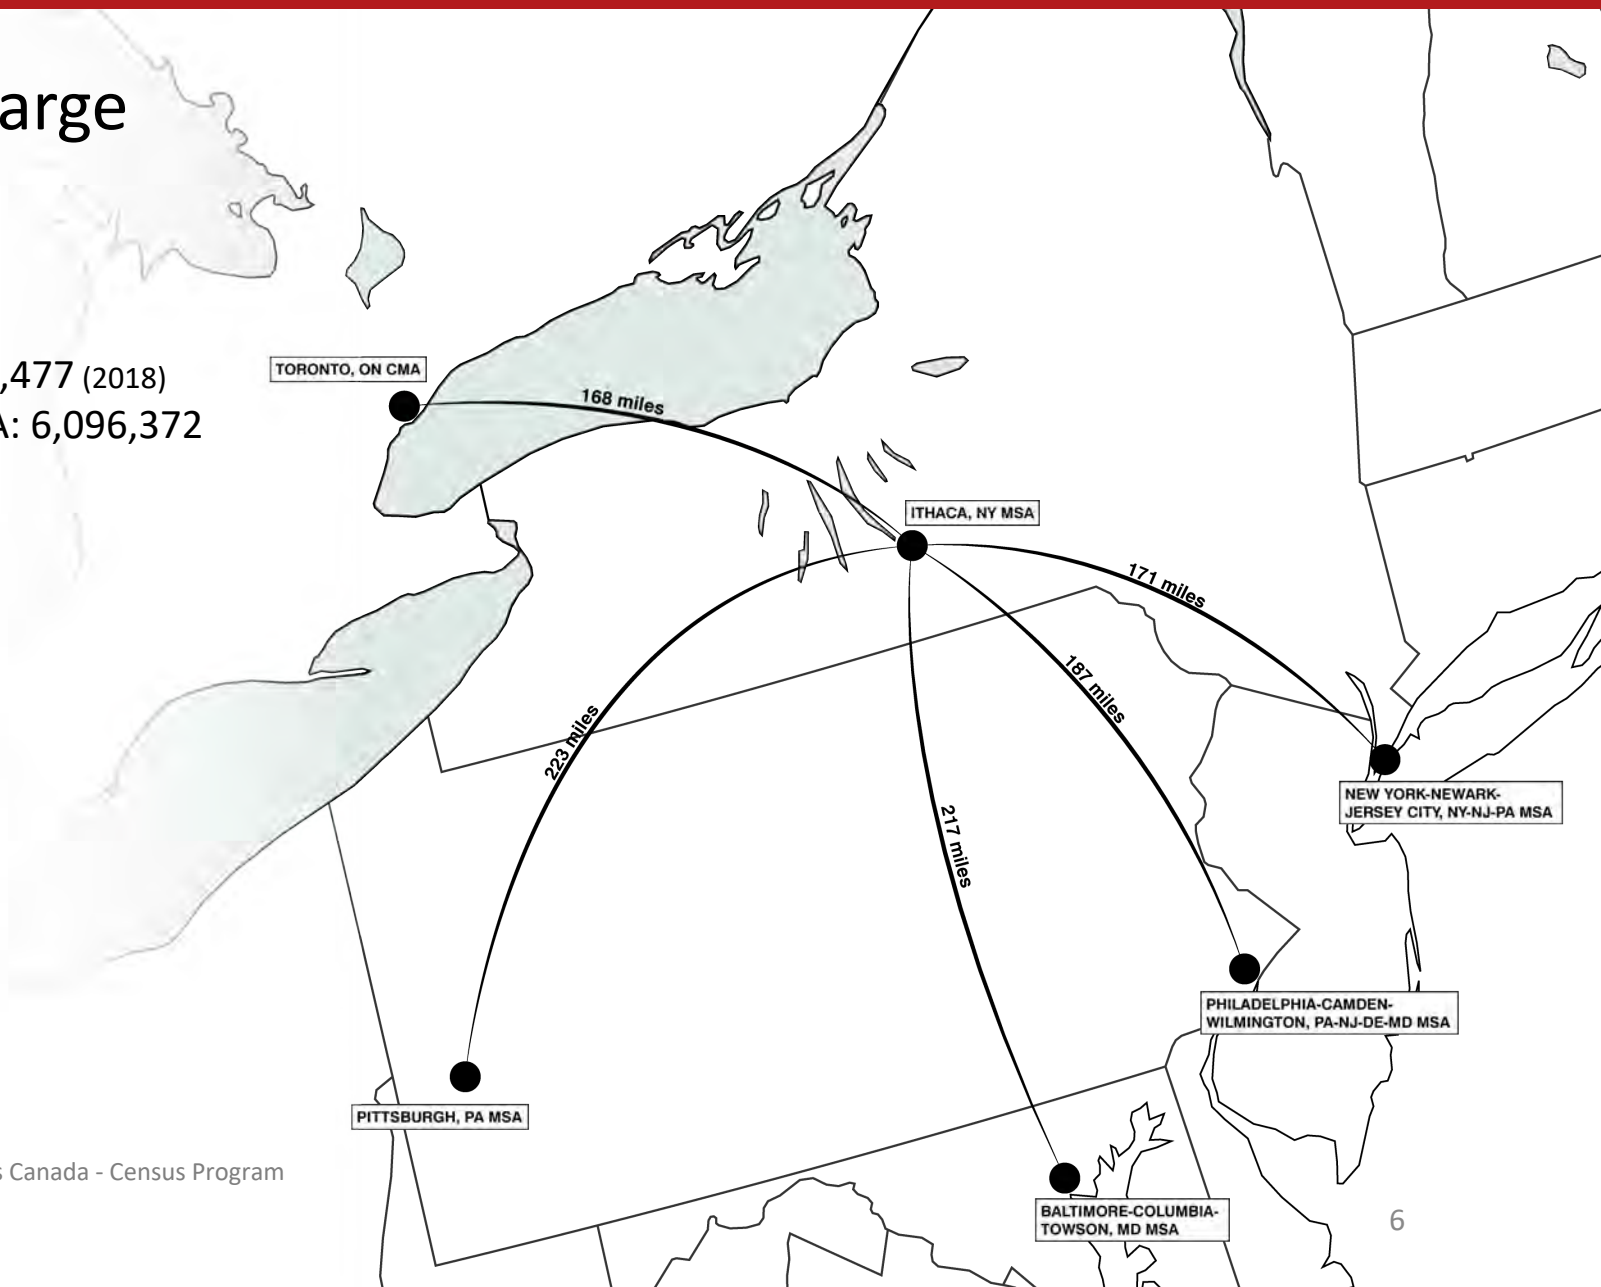 arge
,477 (2018)
A: 6,096,372
TORONTO, ON CMA
168 miles
ITHACA, NY MSA
171 miles
187 miles
223 miles
217 miles
NEW YORK-NEWARK-
JERSEY CITY, NY-NJ-PA MSA
PHILADELPHIA-CAMDEN-
WILMINGTON, PA-NJ-DE-MD MSA
PITTSBURGH, PA MSA
s Canada - Census Program
BALTIMORE-COLUMBIA-
TOWSON, MD MSA
6